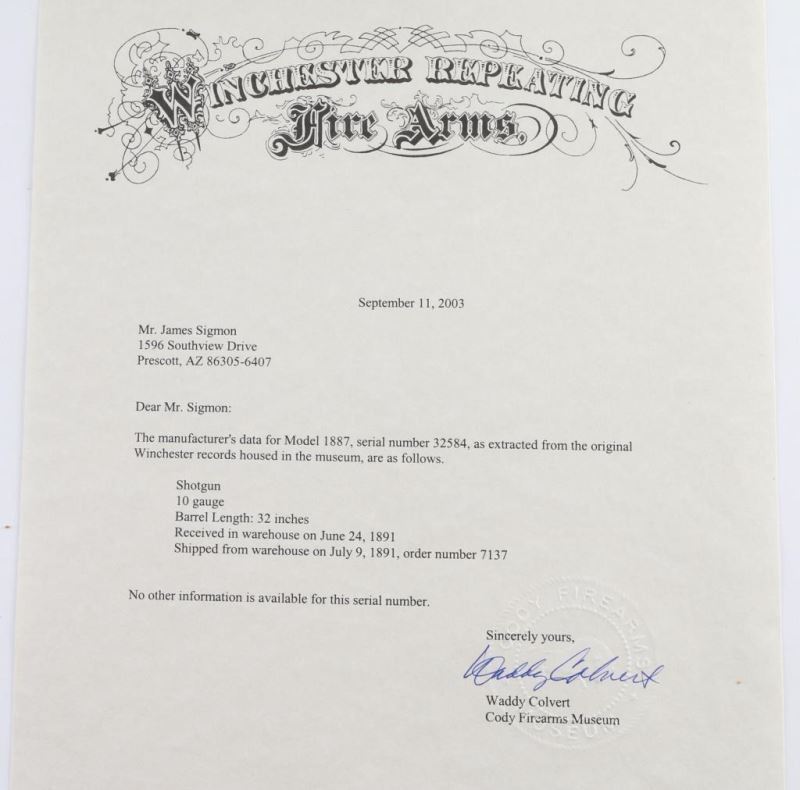 WINCHESTER REPEATING
Fire Arms.
September 11, 2003
Mr. James Sigmon
1596 Southview Drive
Prescott, AZ 86305-6407
Dear Mr. Sigmon:
The manufacturer's data for Model 1887, serial number 32584, as extracted from the original
Winchester records housed in the museum, are as follows.
Shotgun
10 gauge
Barrel Length: 32 inches
Received in warehouse on June 24, 1891
Shipped from warehouse on July 9, 1891, order number 7137
No other information is available for this serial number.
Sincerely yours,
Waddy Colvert
Waddy Colvert
Cody Firearms Museum
CODY FIREARMS
MUSEUM